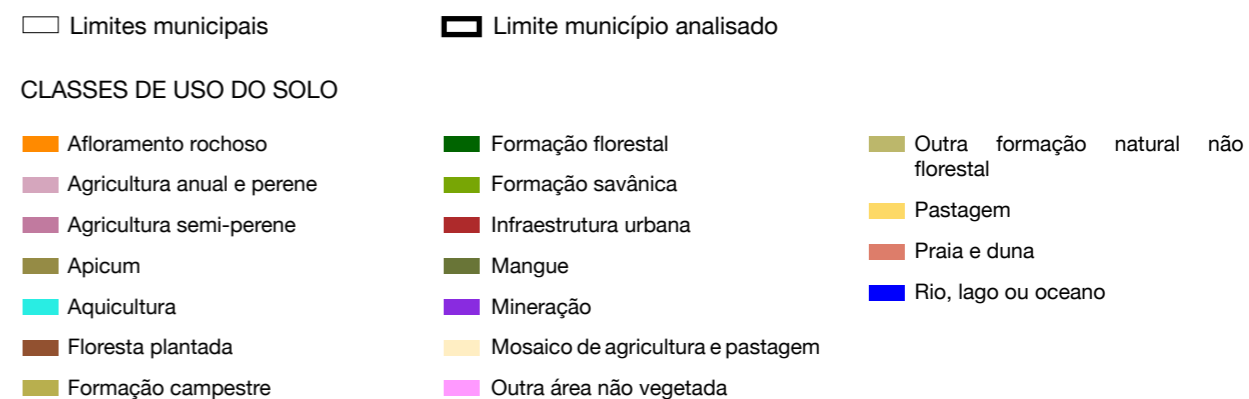 Limites municipais
Limite município analisado
CLASSES DE USO DO SOLO
Afloramento rochoso
Agricultura anual e perene
Agricultura semi-perene
Apicum
Aquicultura
Floresta plantada
Formação campestre
Formação florestal
Formação savânica
Infraestrutura urbana
Mangue
Mineração
Mosaico de agricultura e pastagem
Outra área não vegetada
Outra formação natural não
florestal
Pastagem
Praia e duna
Rio, lago ou oceano